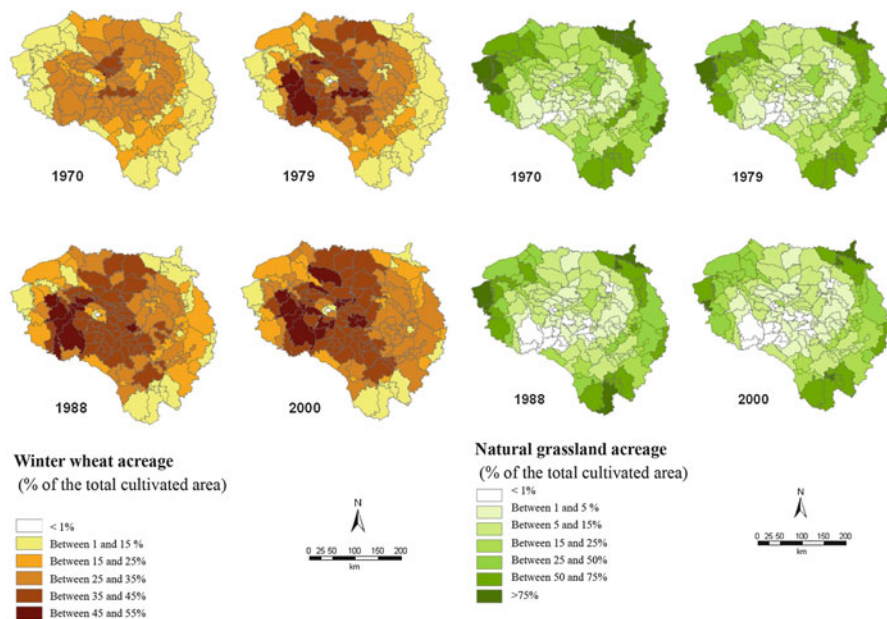 1970
1979
1970
1979
1988
2000
1988
2000
Winter wheat acreage
(% of the total cultivated area)
< 1%
Between 1 and 15 %
Between 15 and 25%
Between 25 and 35%
Between 35 and 45%
Between 45 and 55%
N
0 25 50 100 150 200
km
Natural grassland acreage
(% of the total cultivated area)
< 1%
Between 1 and 5 %
Between 5 and 15%
Between 15 and 25%
Between 25 and 50%
Between 50 and 75%
>75%
N
0 25 50 100 150 200
km